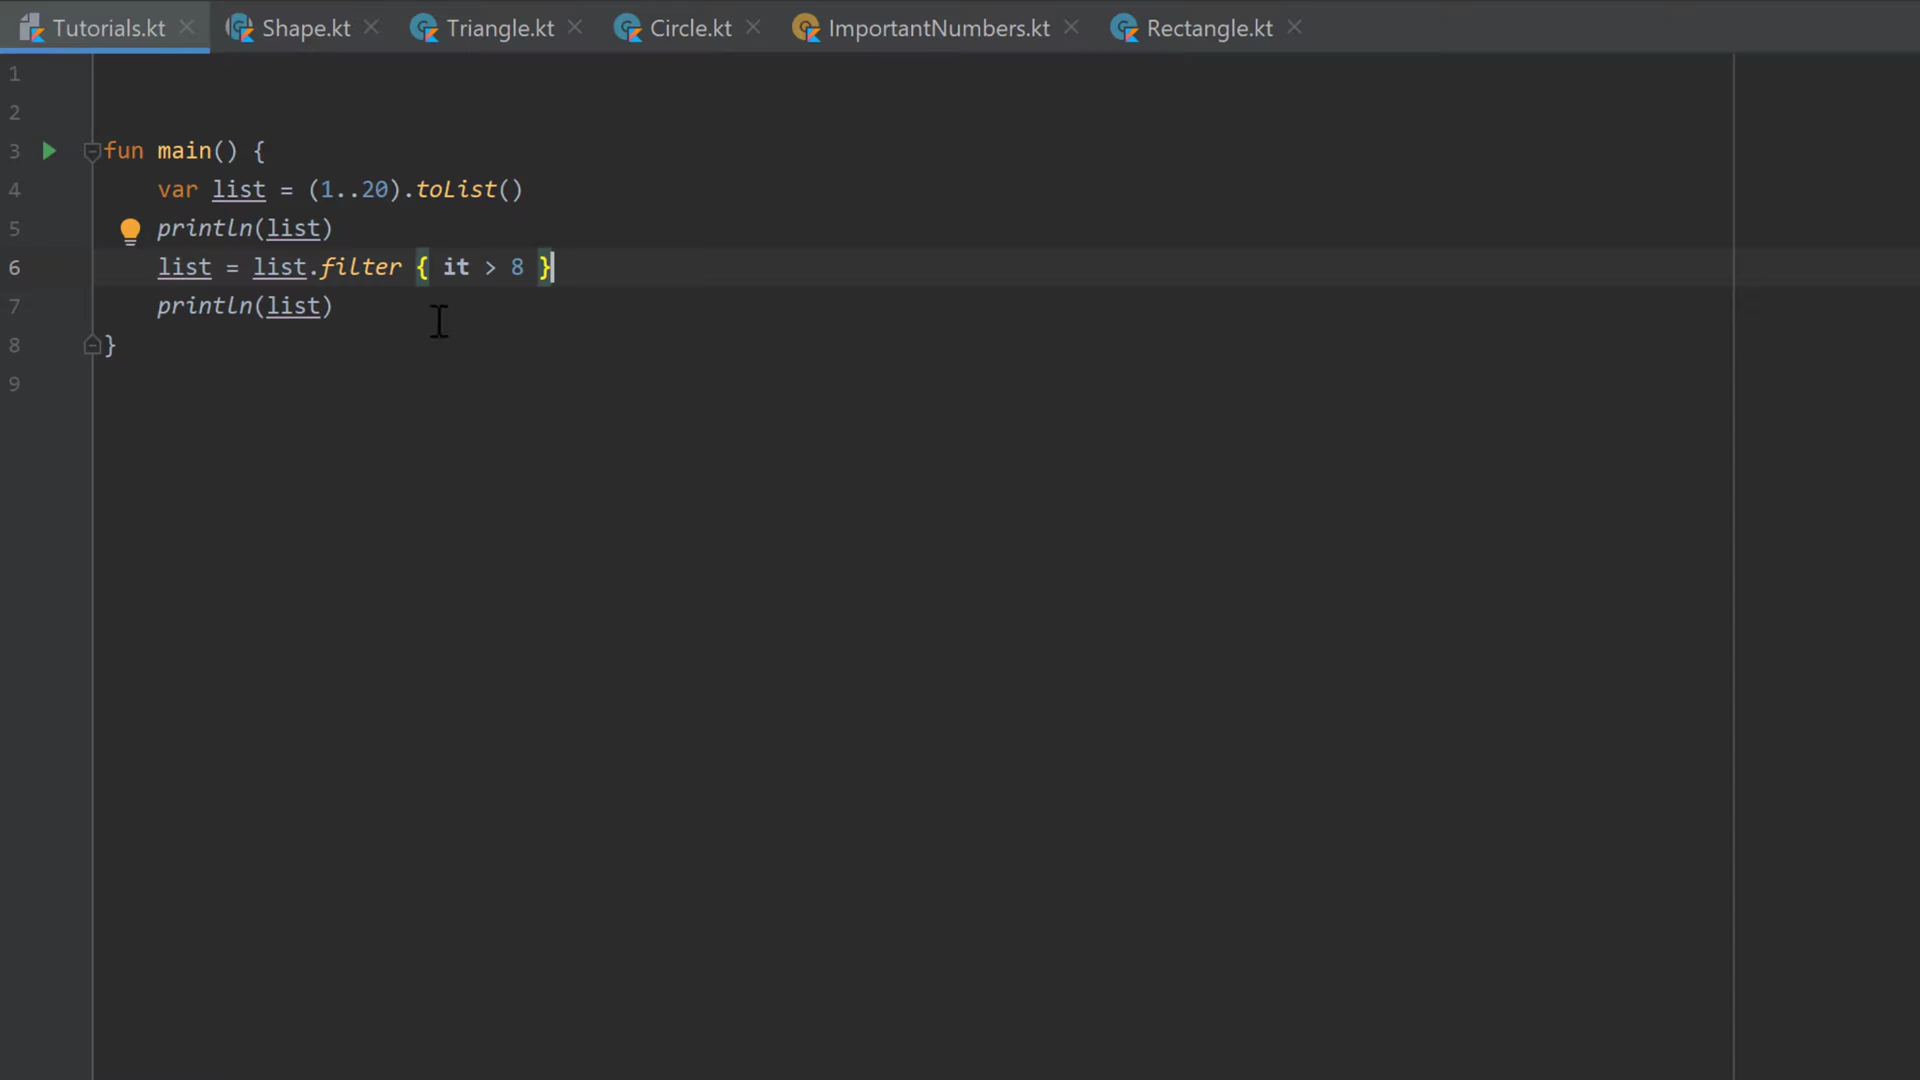 Tutorials.kt Shape.kt Triangle.kt Circle.kt ImportantNumbers.kt Rectangle.kt
1
2
3 fun main() {
4 var list = (1..20).toList()
5 println(list)
6 list = list.filter { it > 8 }
7 println(list)
8 }
9